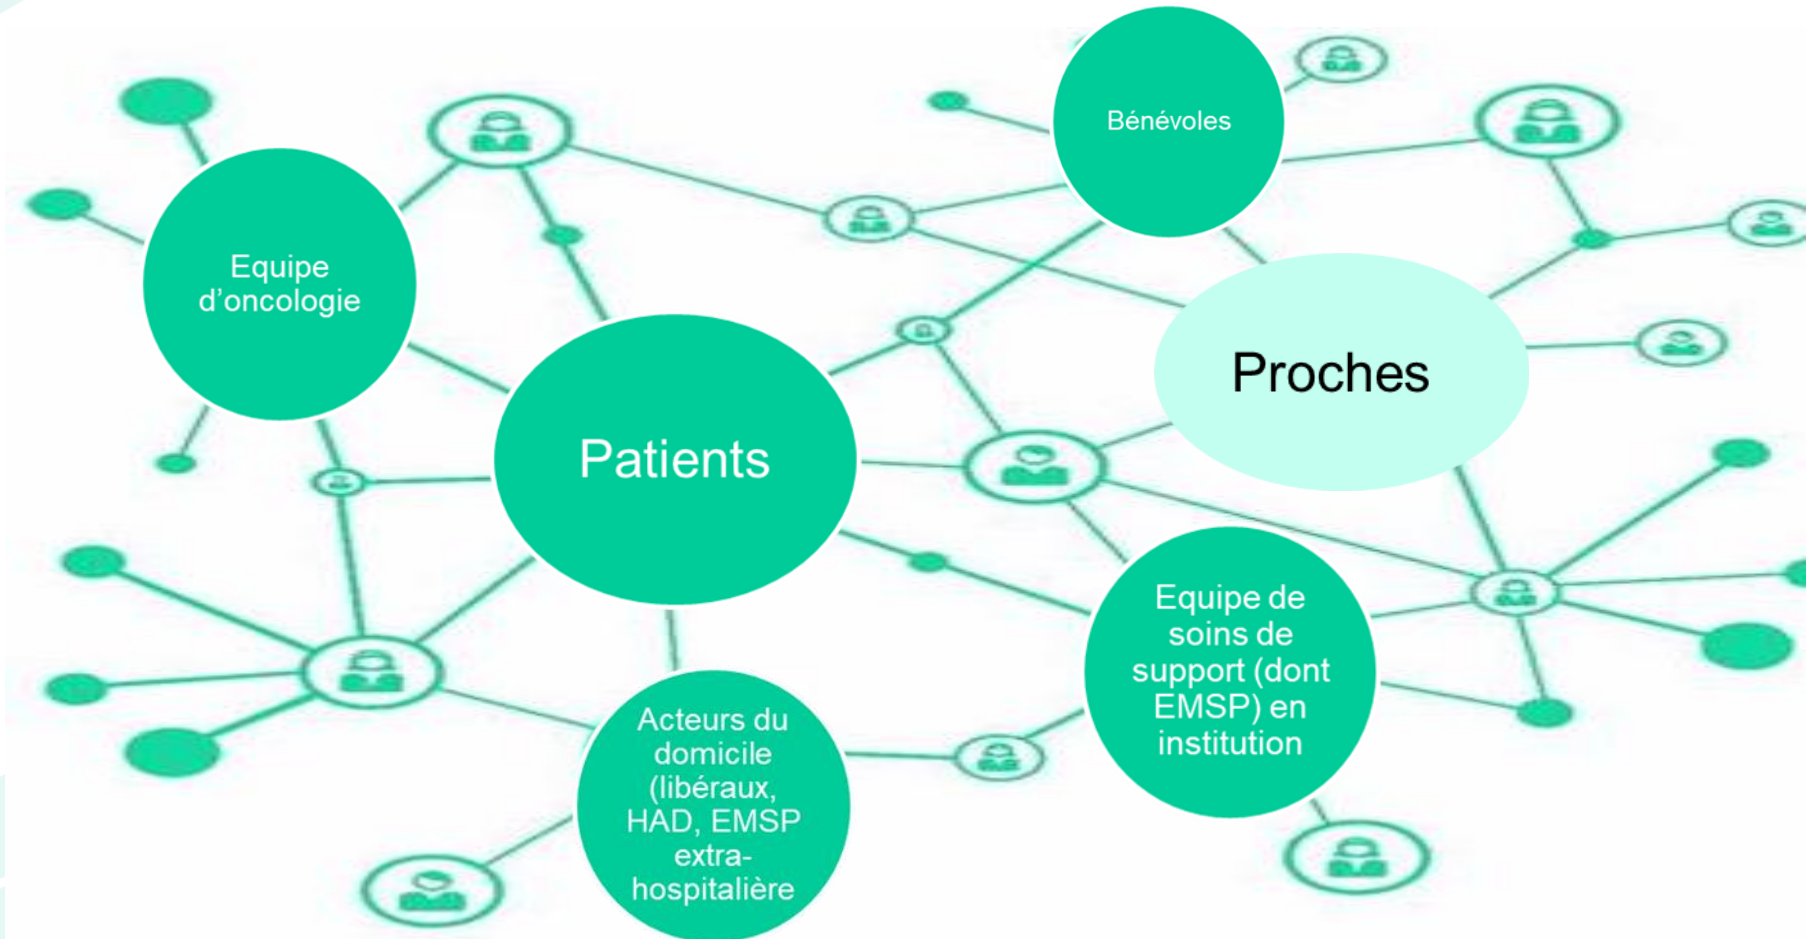 Bénévoles
Equipe
d’oncologie
Proches
Patients
Equipe de
soins de
support (dont
EMSP) en
institution
Acteurs du
domicile
(libéraux,
HAD, EMSP
extra-
hospitalière